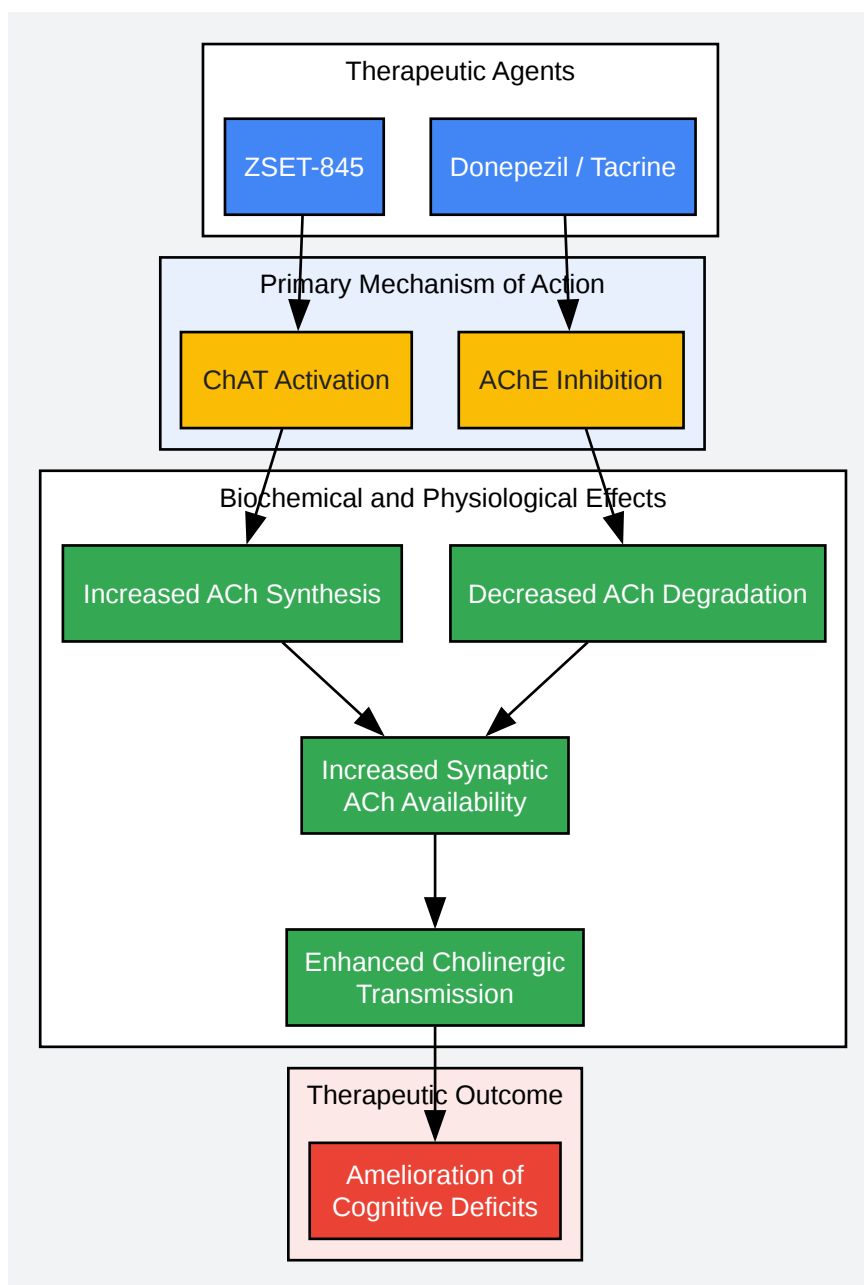 Therapeutic Agents
ZSET-845
Donepezil / Tacrine
Primary Mechanism of Action
ChAT Activation
AChE Inhibition
Biochemical and Physiological Effects
Increased ACh Synthesis
Decreased ACh Degradation
Increased Synaptic
ACh Availability
Enhanced Cholinergic
Transmission
Therapeutic Outcome
Amelioration of
Cognitive Deficits